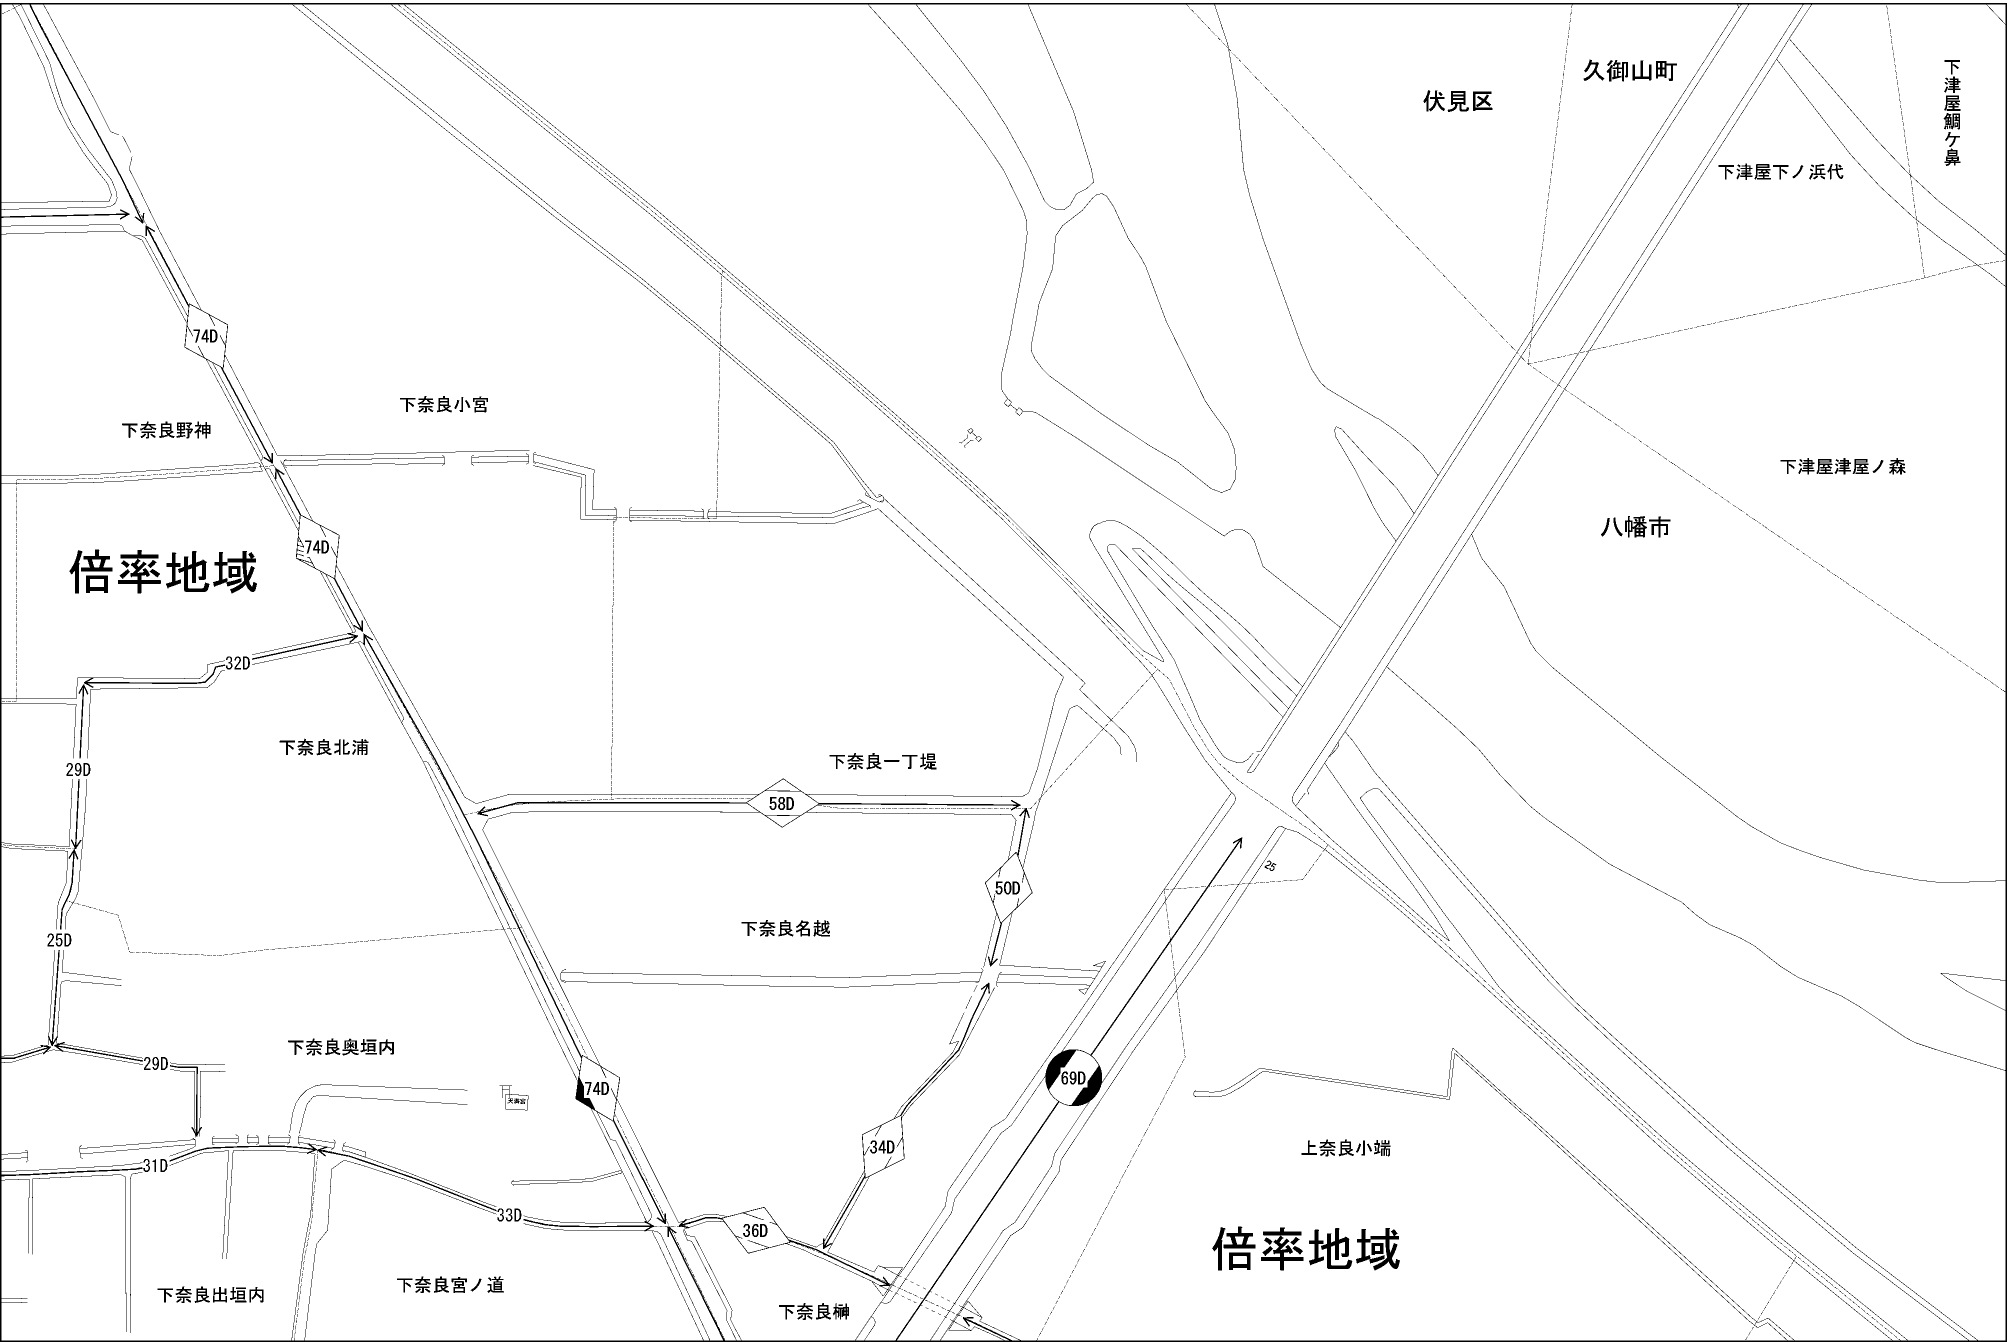 久御山町
伏見区
下津屋鯛ケ鼻
下津屋下ノ浜代
74D
下奈良小宮
下奈良野神
下津屋津屋ノ森
八幡市
74D
倍率地域
32D
下奈良北浦
29D
下奈良一丁堤
58D
25
50D
下奈良名越
25D
下奈良奥垣内
29D
69D
74D
天満宮
34D
上奈良小端
31D
33D
36D
倍率地域
下奈良宮ノ道
下奈良出垣内
下奈良榊